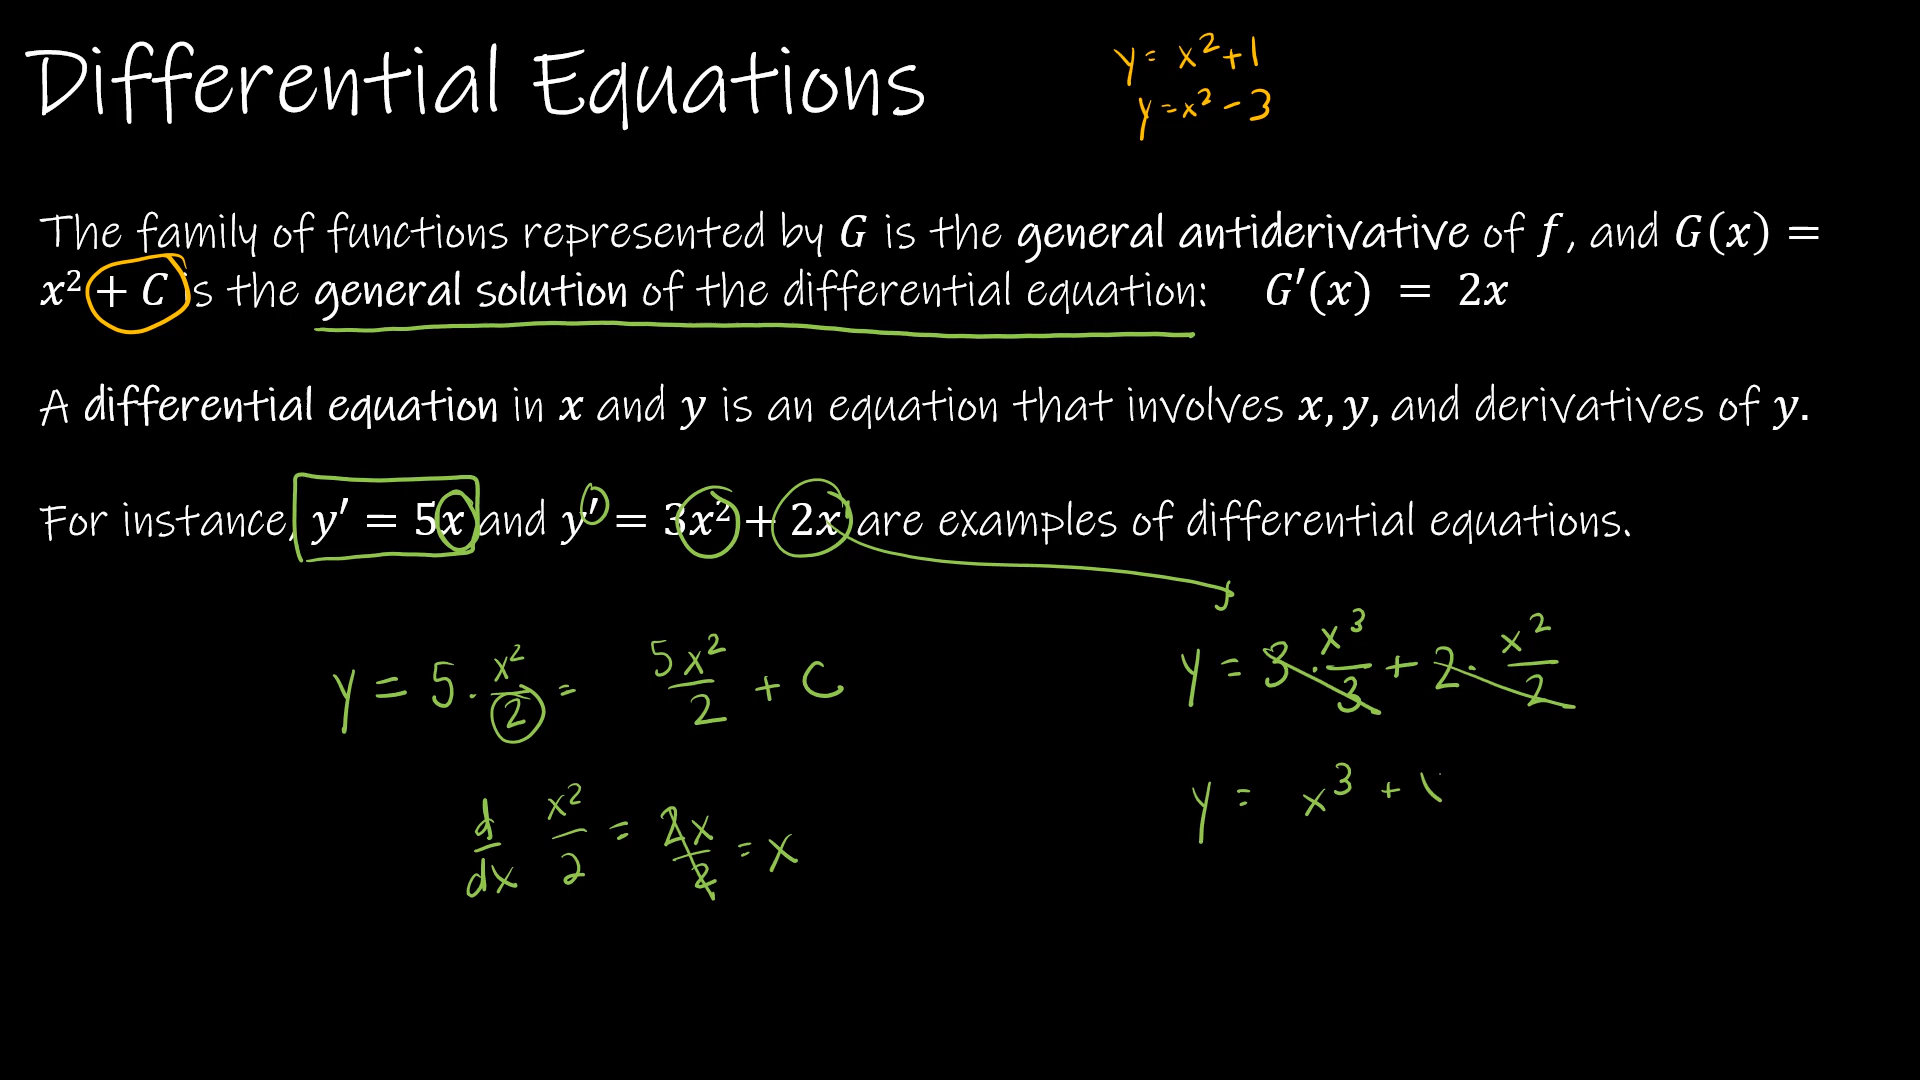 Differential Equations
y = x² + 1
y = x² - 3
The family of functions represented by G is the general antiderivative of f, and G(x) =
x² + C is the general solution of the differential equation: G′(x) = 2x
A differential equation in x and y is an equation that involves x, y, and derivatives of y.
For instance, y′ = 5x and y′ = 3x² + 2x are examples of differential equations.
y = 5 · x²/2 = 5x²/2 + C
y = 3 · x³/3 + 2 · x²/2
d/dx x²/2 = 2x/2 = x
y = x³ +